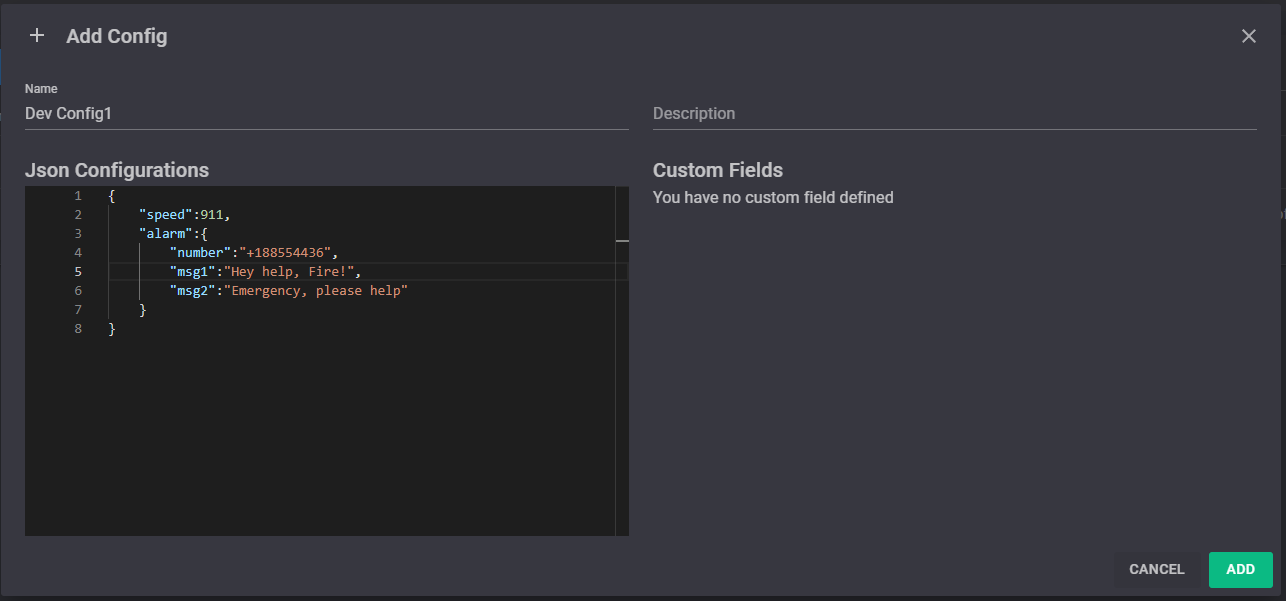 + Add Config
Name
Dev Config1
Description
Json Configurations
1 {
2 "speed":911,
3 "alarm":{
4 "number":"+188554436",
5 "msg1":"Hey help, Fire!",
6 "msg2":"Emergency, please help"
7 }
8 }
Custom Fields
You have no custom field defined
CANCEL
ADD